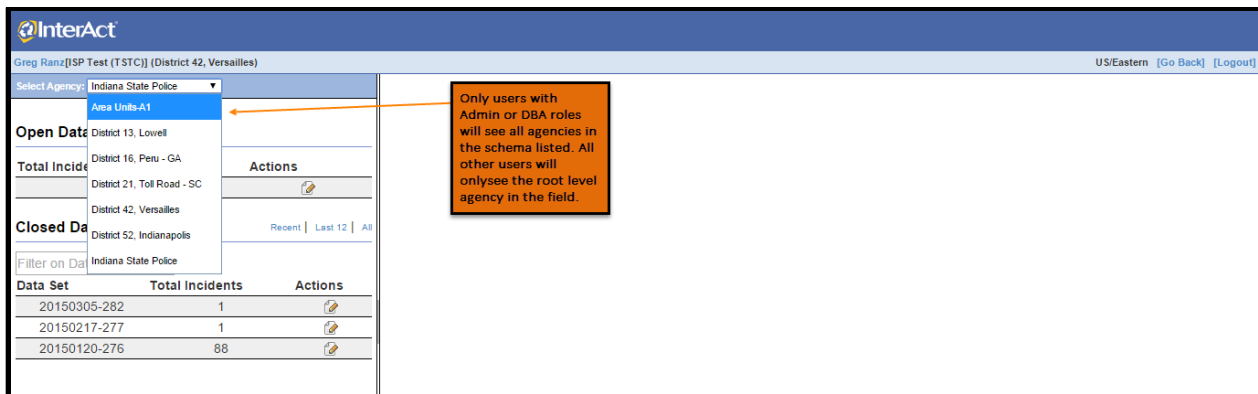 @InterAct
Greg Ranz[ISP Test (TSTC)] (District 42, Versailles)
US/Eastern [Go Back] [Logout]
Select Agency: Indiana State Police
Area Units-A1
District 13, Lowell
District 16, Peru - GA
District 21, Toll Road - SC
District 42, Versailles
District 52, Indianapolis
Indiana State Police
Open Data
Total Incide
Actions
Closed Da
Recent | Last 12 | All
Filter on Dat
Data Set Total Incidents Actions
20150305-282 1
20150217-277 1
20150120-276 88
Only users with
Admin or DBA roles
will see all agencies in
the schema listed. All
other users will
onlysee the root level
agency in the field.